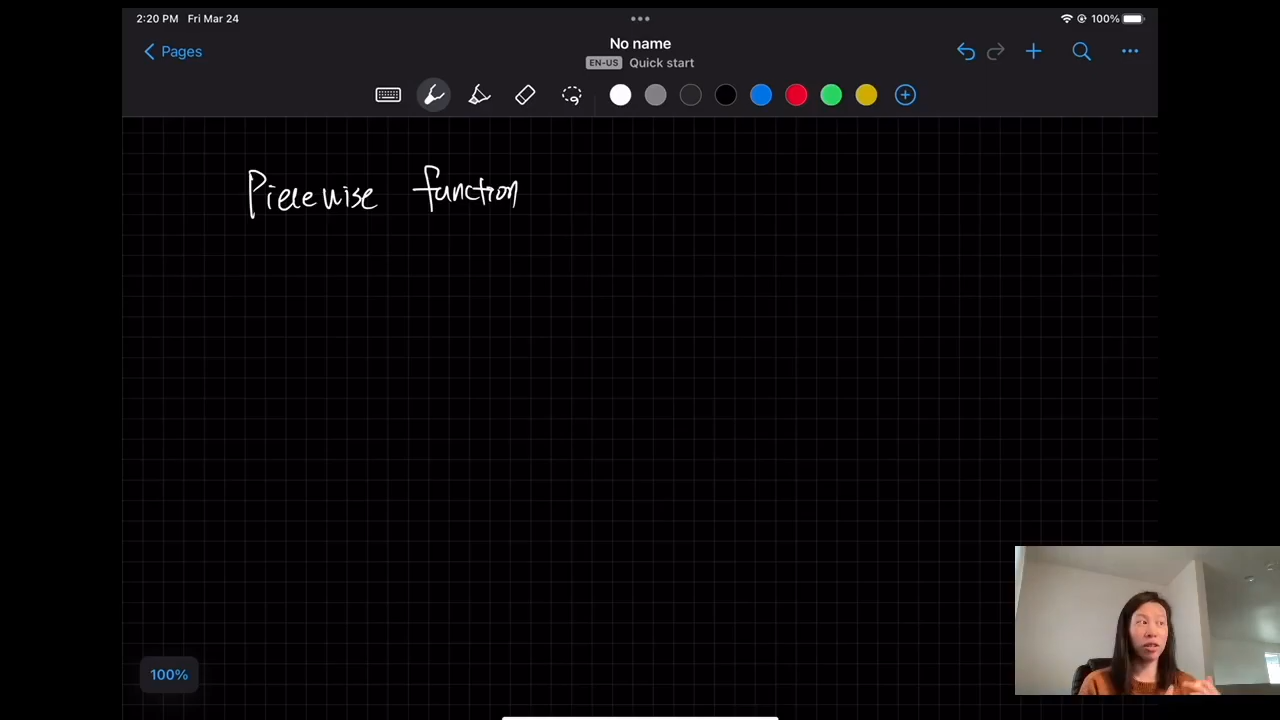 2:20 PM Fri Mar 24
100%
No name
Pages
EN-US Quick start
Piecewise function
100%